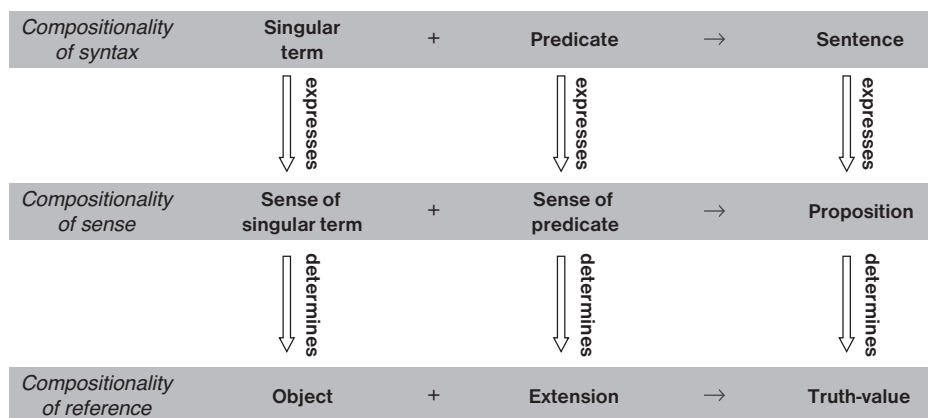 Compositionality of syntax Singular term + Predicate → Sentence
expresses expresses expresses
Compositionality of sense Sense of singular term + Sense of predicate → Proposition
determines determines determines
Compositionality of reference Object + Extension → Truth-value